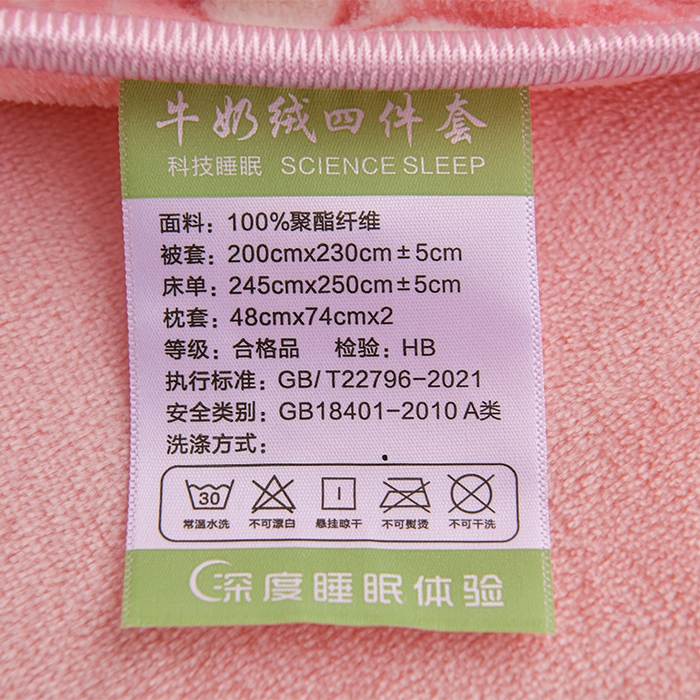 牛奶绒四件套
科技睡眠 SCIENCE SLEEP
面料：100%聚酯纤维
被套：200cmx230cm±5cm
床单：245cmx250cm±5cm
枕套：48cmx74cmx2
等级：合格品 检验：HB
执行标准：GB/T22796-2021
安全类别：GB18401-2010 A类
洗涤方式：
30
常温水洗 不可漂白 悬挂晾干 不可熨烫 不可干洗
深度睡眠体验